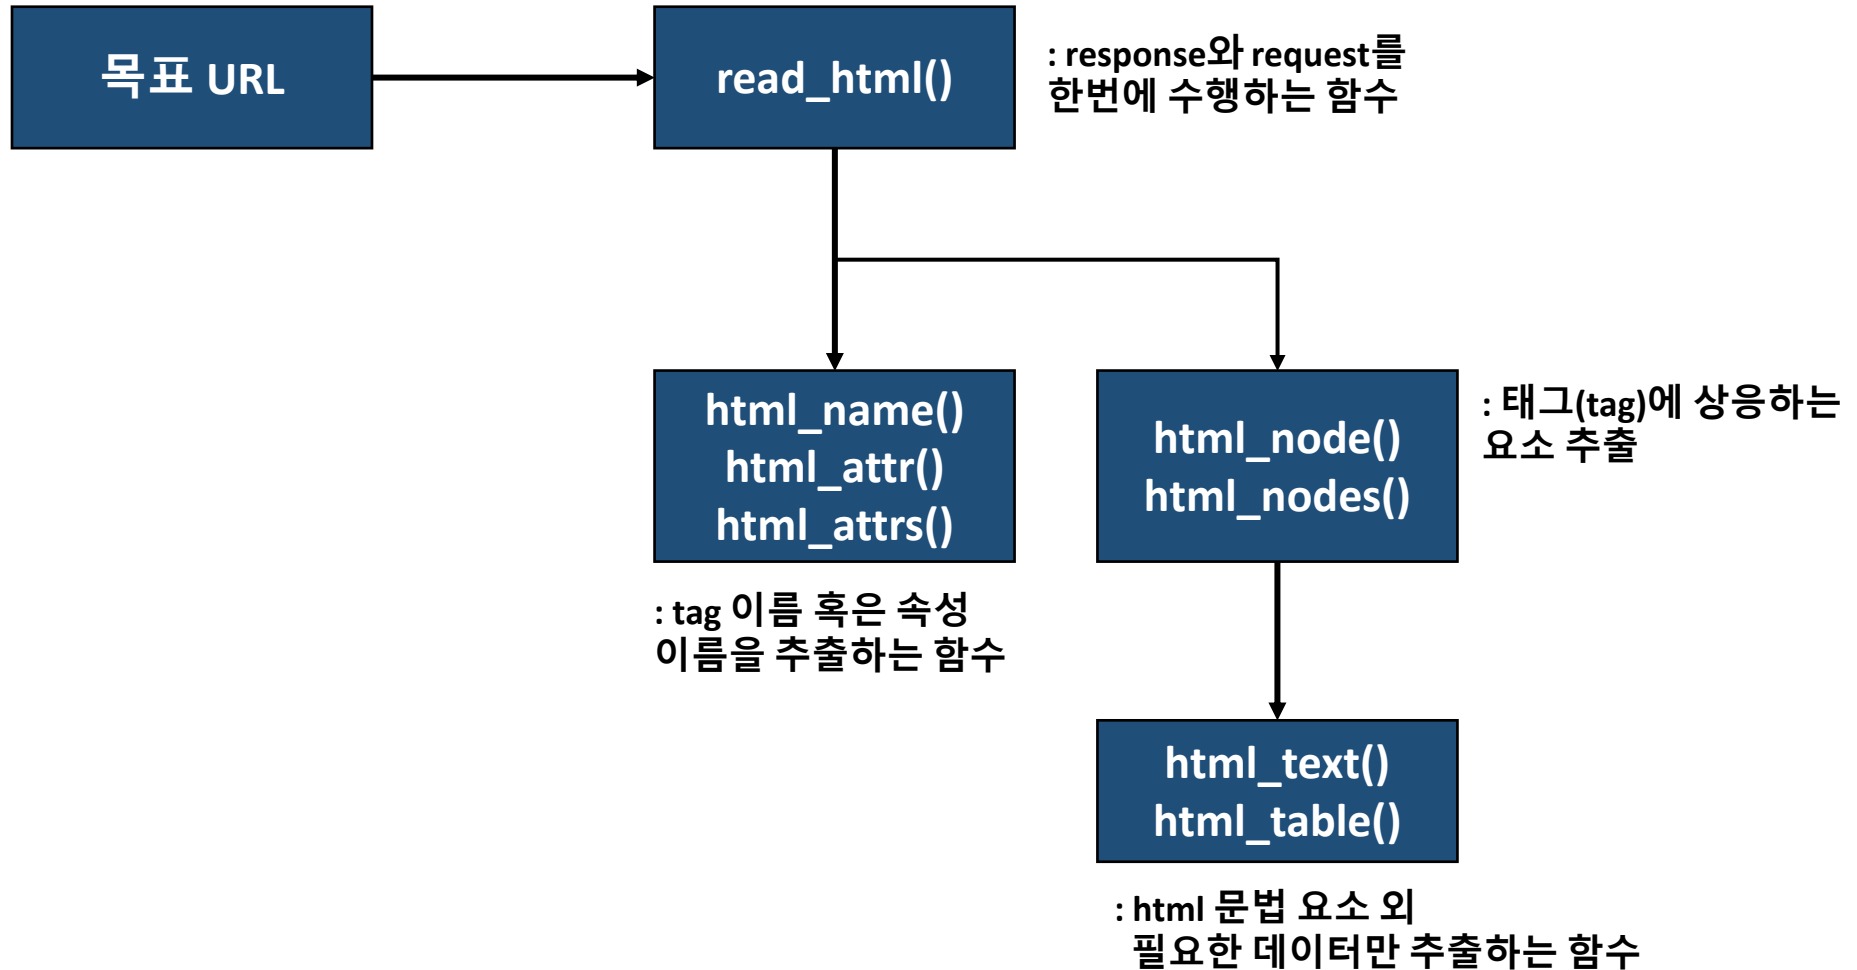 목표 URL
read_html()
: response와 request를
한번에 수행하는 함수
html_name()
html_attr()
html_attrs()
: tag 이름 혹은 속성
이름을 추출하는 함수
html_node()
html_nodes()
: 태그(tag)에 상응하는
요소 추출
html_text()
html_table()
: html 문법 요소 외
필요한 데이터만 추출하는 함수